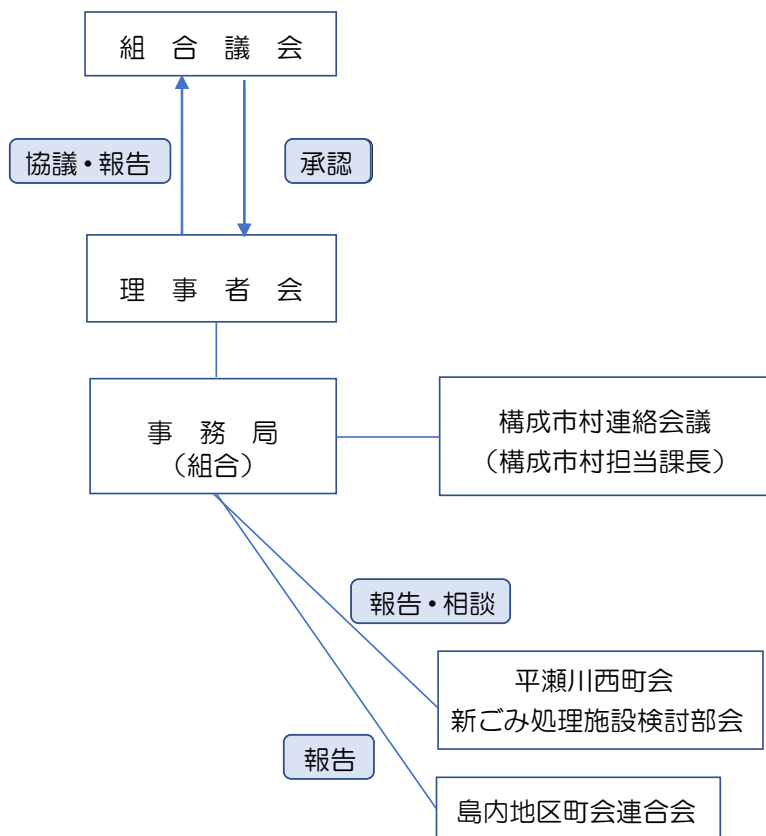 組合議会
協議・報告
承認
理事者会
事務局
（組合）
構成市村連絡会議
（構成市村担当課長）
報告・相談
平瀬川西町会
新ごみ処理施設検討部会
報告
島内地区町会連合会